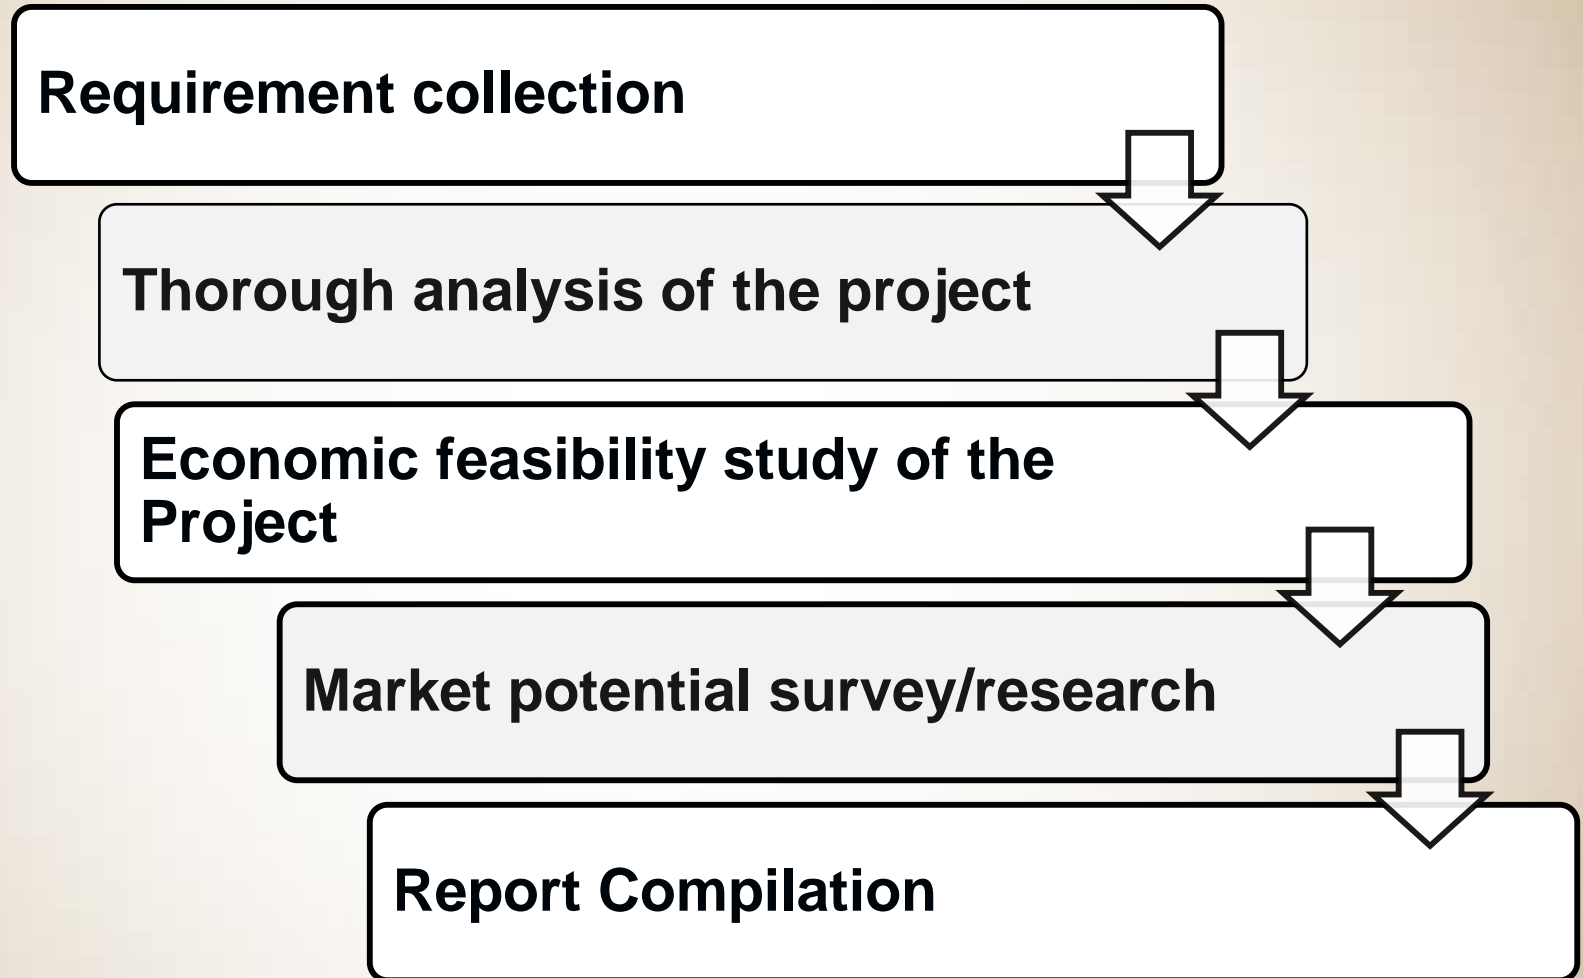 Requirement collection
Thorough analysis of the project
Economic feasibility study of the
Project
Market potential survey/research
Report Compilation